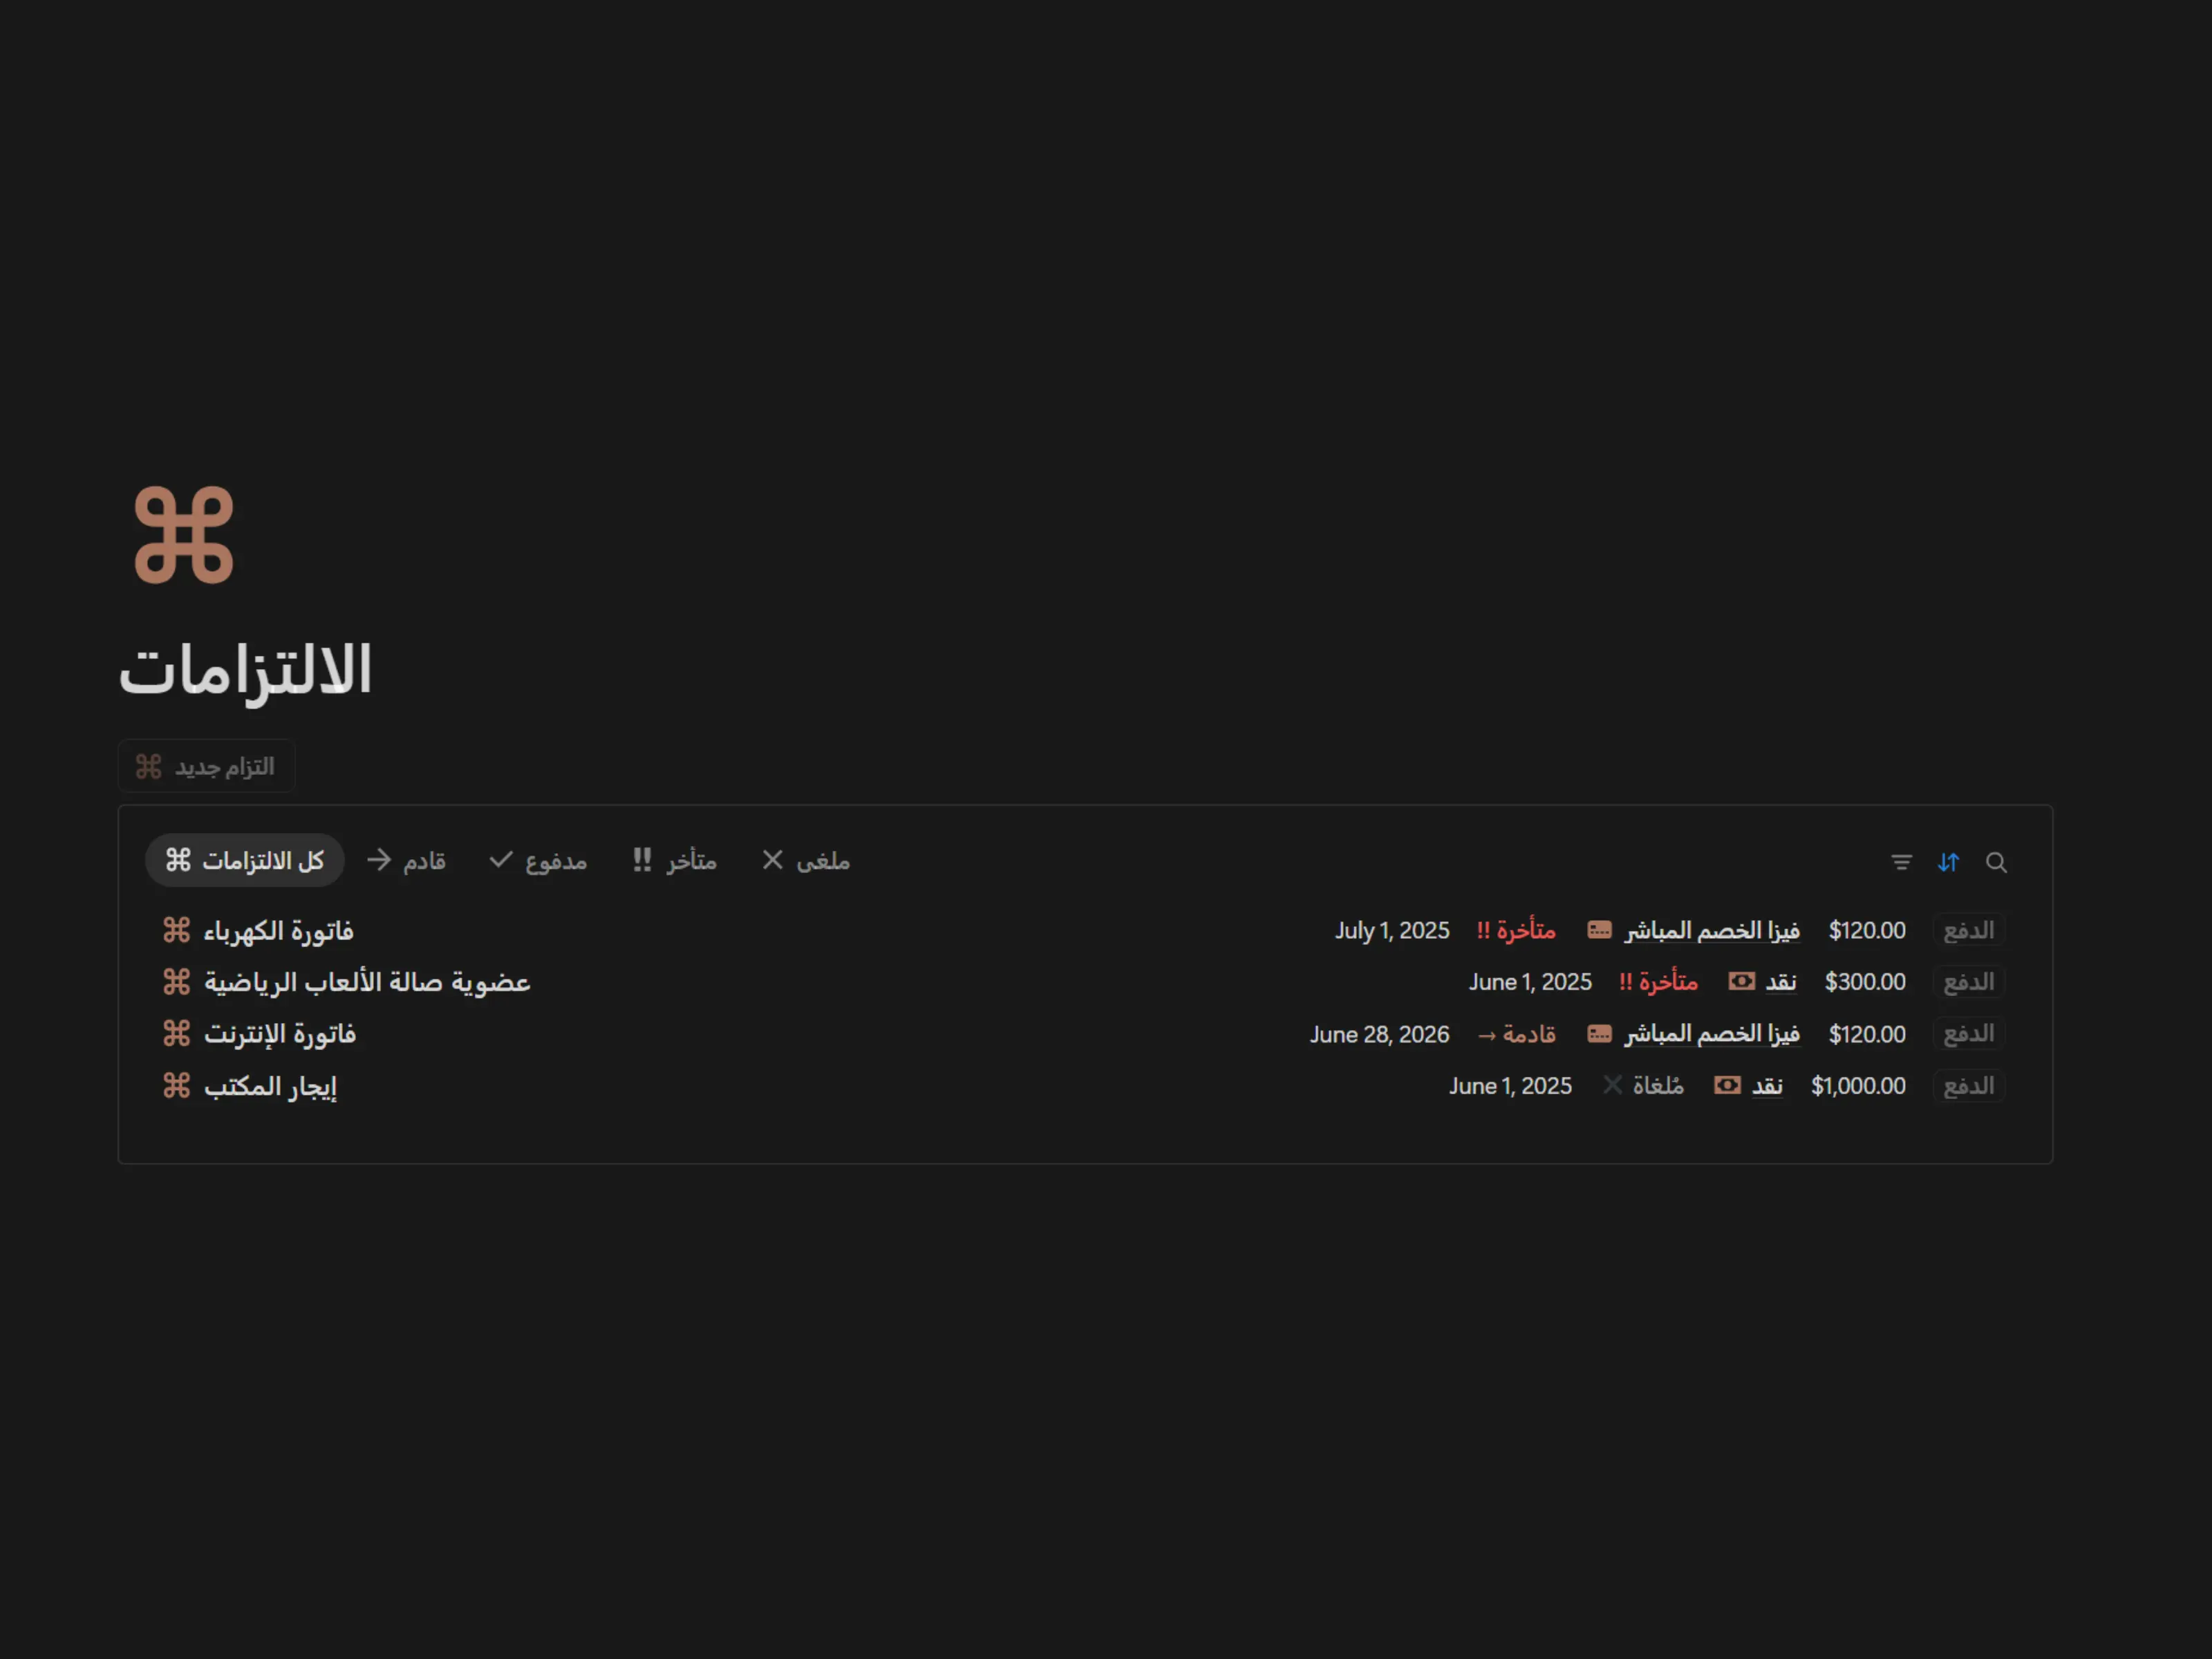 الالتزامات
التزام جديد
كل الالتزامات قادم مدفوع متأخر ملغى
فاتورة الكهرباء July 1, 2025 متأخرة !! فيزا الخصم المباشر $120.00 الدفع
عضوية صالة الألعاب الرياضية June 1, 2025 متأخرة !! نقد $300.00 الدفع
فاتورة الإنترنت June 28, 2026 قادمة → فيزا الخصم المباشر $120.00 الدفع
إيجار المكتب June 1, 2025 مُلغاة نقد $1,000.00 الدفع